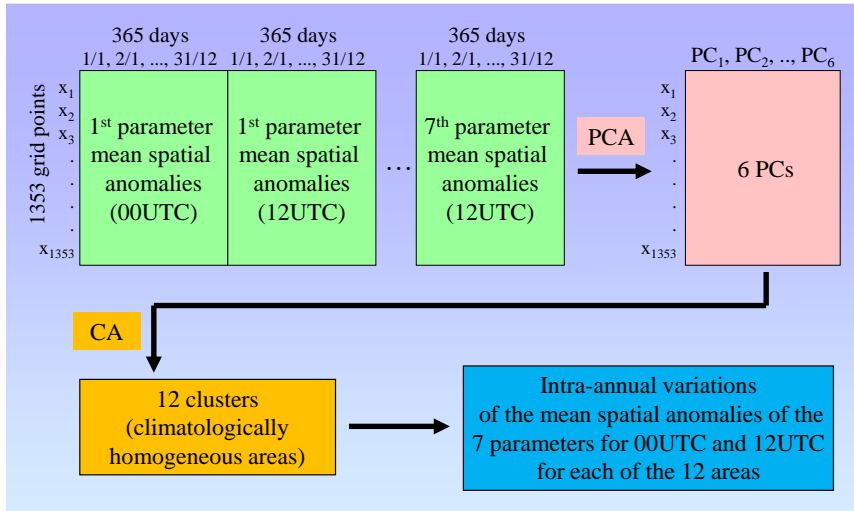 365 days
1/1, 2/1, ..., 31/12
365 days
1/1, 2/1, ..., 31/12
365 days
1/1, 2/1, ..., 31/12
PC1, PC2, .., PC6
1353 grid points
x1
x2
x3
.
.
.
.
x1353
1st parameter
mean spatial
anomalies
(00UTC)
1st parameter
mean spatial
anomalies
(12UTC)
...
7th parameter
mean spatial
anomalies
(12UTC)
PCA
x1
x2
x3
.
.
.
.
x1353
6 PCs
CA
12 clusters
(climatologically
homogeneous areas)
Intra-annual variations
of the mean spatial anomalies of the
7 parameters for 00UTC and 12UTC
for each of the 12 areas